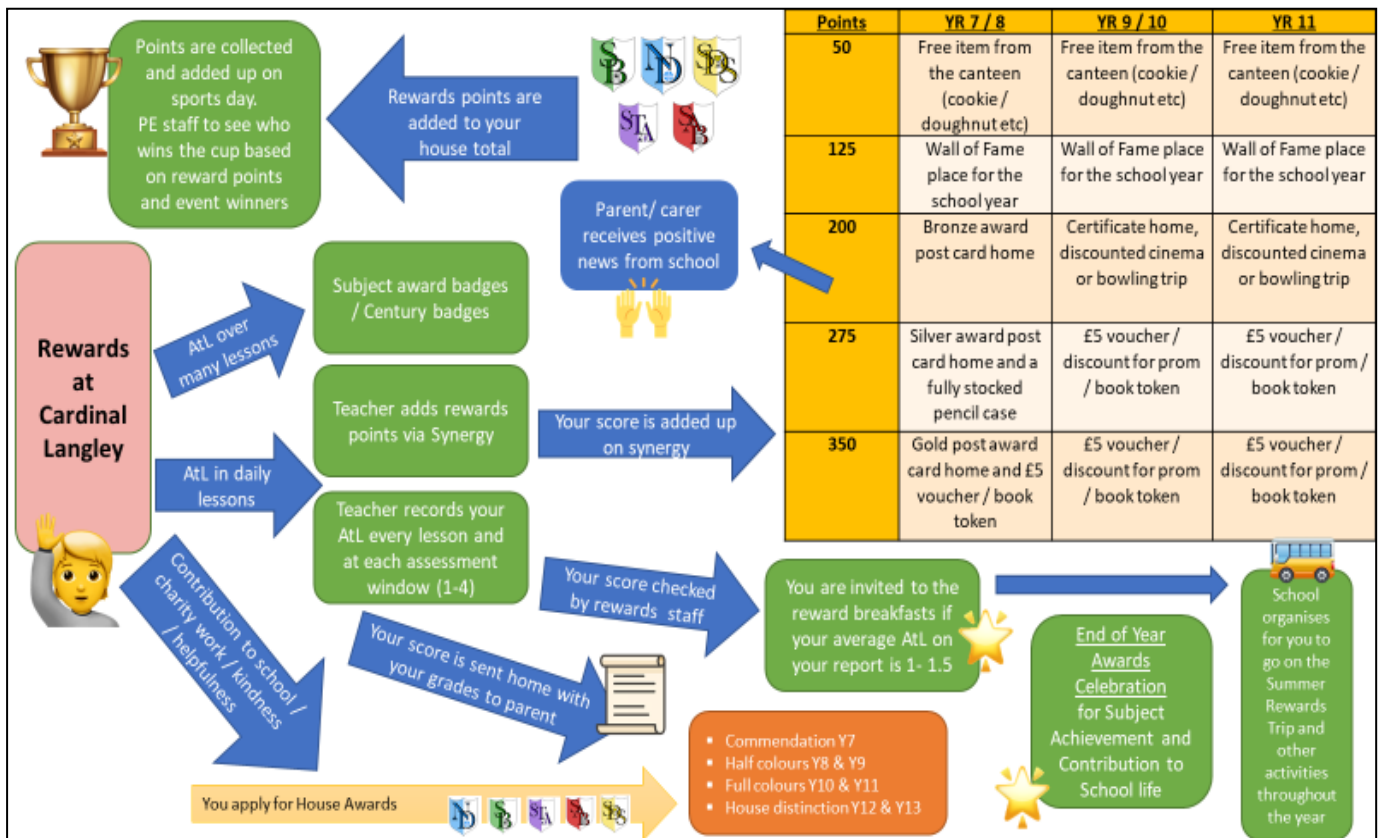 Points are collected
and added up on
sports day.
PE staff to see who
wins the cup based
on reward points
and event winners
Rewards points are
added to your
house total
SPB
ND
SDS
STA
SAB
Parent/ carer
receives positive
news from school
Points YR 7 / 8 YR 9 / 10 YR 11
50
Free item from
the canteen
(cookie /
doughnut etc)
Free item from the
canteen (cookie /
doughnut etc)
Free item from the
canteen (cookie /
doughnut etc)
125
Wall of Fame
place for the
school year
Wall of Fame place
for the school year
Wall of Fame place
for the school year
200
Bronze award
post card home
Certificate home,
discounted cinema
or bowling trip
Certificate home,
discounted cinema
or bowling trip
275
Silver award post
card home and a
fully stocked
pencil case
£5 voucher /
discount for prom
/ book token
£5 voucher /
discount for prom /
book token
350
Gold post award
card home and £5
voucher / book
token
£5 voucher /
discount for prom
/ book token
£5 voucher /
discount for prom /
book token
Rewards
at
Cardinal
Langley
AtL over
many lessons
Subject award badges
/ Century badges
AtL in daily
lessons
Teacher adds rewards
points via Synergy
Your score is added up
on synergy
Teacher records your
AtL every lesson and
at each assessment
window (1-4)
Your score checked
by rewards staff
You are invited to the
reward breakfasts if
your average AtL on
your report is 1- 1.5
School
organises
for you to
go on the
Summer
Rewards
Trip and
other
activities
throughout
the year
End of Year
Awards
Celebration
for Subject
Achievement and
Contribution to
School life
Your score is sent home with
your grades to parent
Contribution to school /
charity work / kindness
/ helpfulness
You apply for House Awards
ND
SPB
STA
SAB
SDS
▪ Commendation Y7
▪ Half colours Y8 & Y9
▪ Full colours Y10 & Y11
▪ House distinction Y12 & Y13